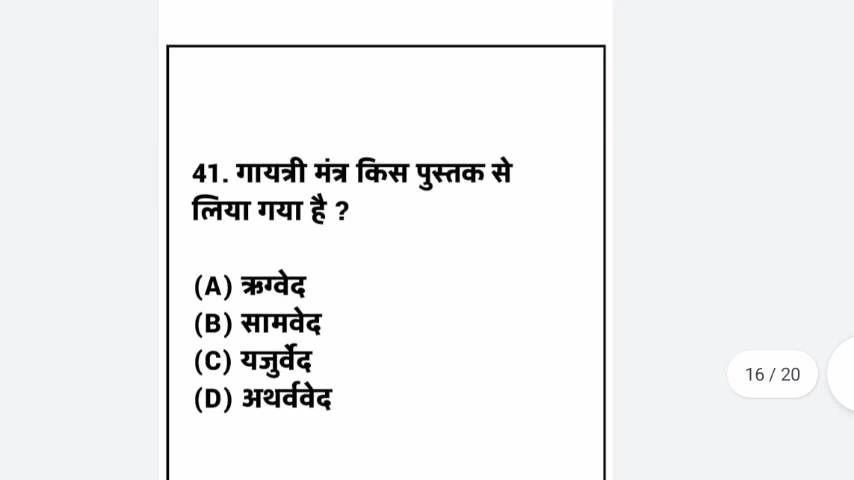 41. गायत्री मंत्र किस पुस्तक से
लिया गया है ?
(A) ऋग्वेद
(B) सामवेद
(C) यजुर्वेद
(D) अथर्ववेद
16 / 20